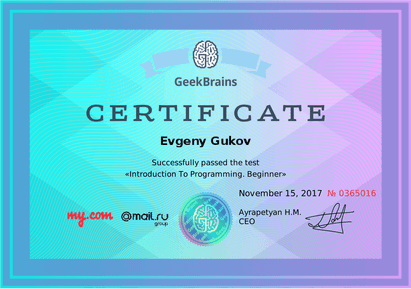 GeekBrains
CERTIFICATE
Evgeny Gukov
Successfully passed the test
«Introduction To Programming. Beginner»
November 15, 2017 № 0365016
my.com @mail.ru group
Ayrapetyan H.M.
CEO